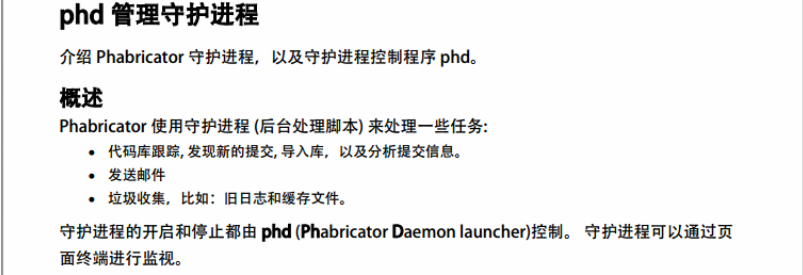 phd 管理守护进程
介绍 Phabricator 守护进程，以及守护进程控制程序 phd。
概述
Phabricator 使用守护进程 (后台处理脚本) 来处理一些任务:
• 代码库跟踪, 发现新的提交, 导入库，以及分析提交信息。
• 发送邮件
• 垃圾收集，比如：旧日志和缓存文件。
守护进程的开启和停止都由 phd (Phabricator Daemon launcher)控制。 守护进程可以通过页
面终端进行监视。